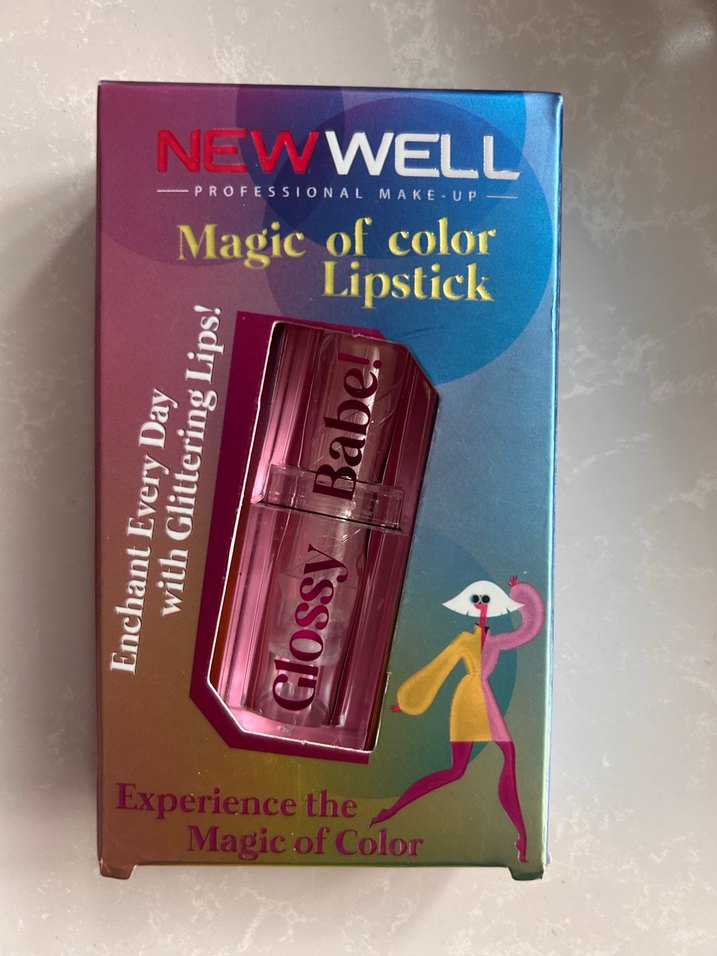 NEWWELL
PROFESSIONAL MAKE-UP
Magic of color
Lipstick
Enchant Every Day
with Glittering Lips!
Glossy Babe!
Experience the
Magic of Color